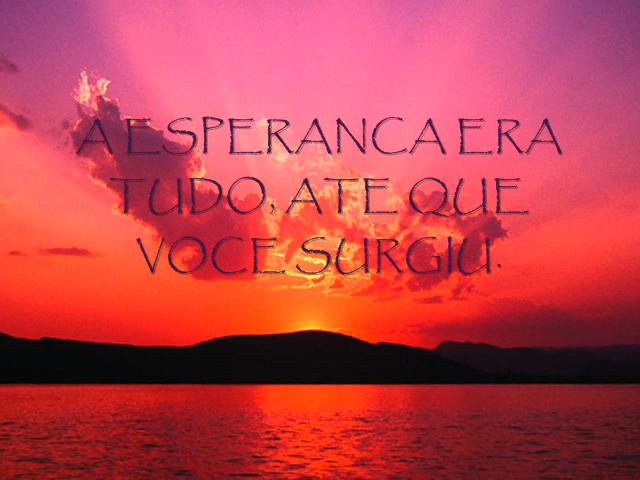 A ESPERANCA ERA
TUDO, ATE QUE
VOCE SURGIU.